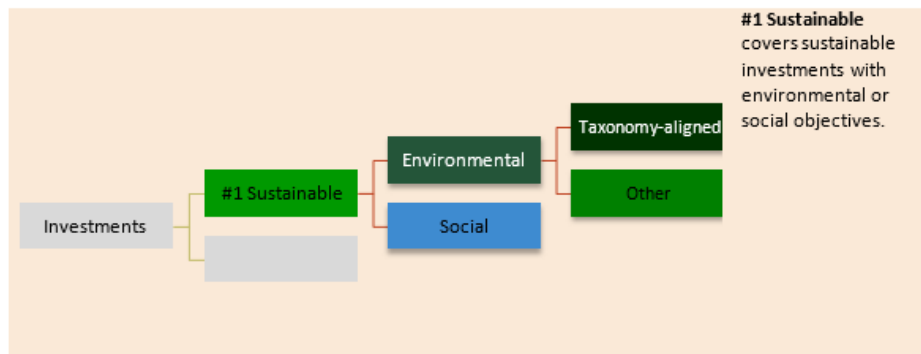 #1 Sustainable
covers sustainable
investments with
environmental or
social objectives.
Taxonomy-aligned
Environmental
#1 Sustainable
Other
Investments
Social